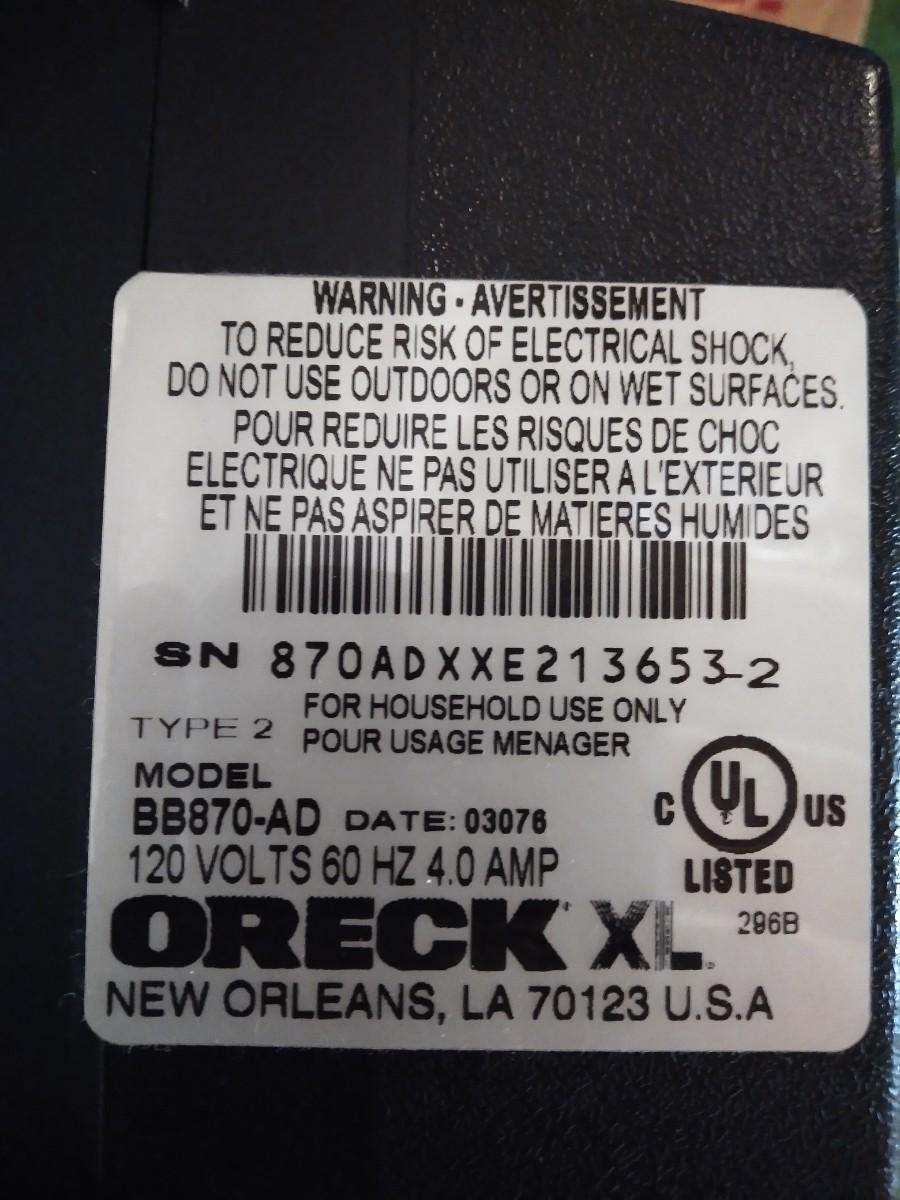 WARNING - AVERTISSEMENT
TO REDUCE RISK OF ELECTRICAL SHOCK,
DO NOT USE OUTDOORS OR ON WET SURFACES.
POUR REDUIRE LES RISQUES DE CHOC
ELECTRIQUE NE PAS UTILISER A L'EXTERIEUR
ET NE PAS ASPIRER DE MATIERES HUMIDES
SN 870ADXXE213653-2
FOR HOUSEHOLD USE ONLY
TYPE 2
POUR USAGE MENAGER
MODEL
BB870-AD DATE: 03076
C UL US
120 VOLTS 60 HZ 4.0 AMP
LISTED
ORECK XL
296B
NEW ORLEANS, LA 70123 U.S.A